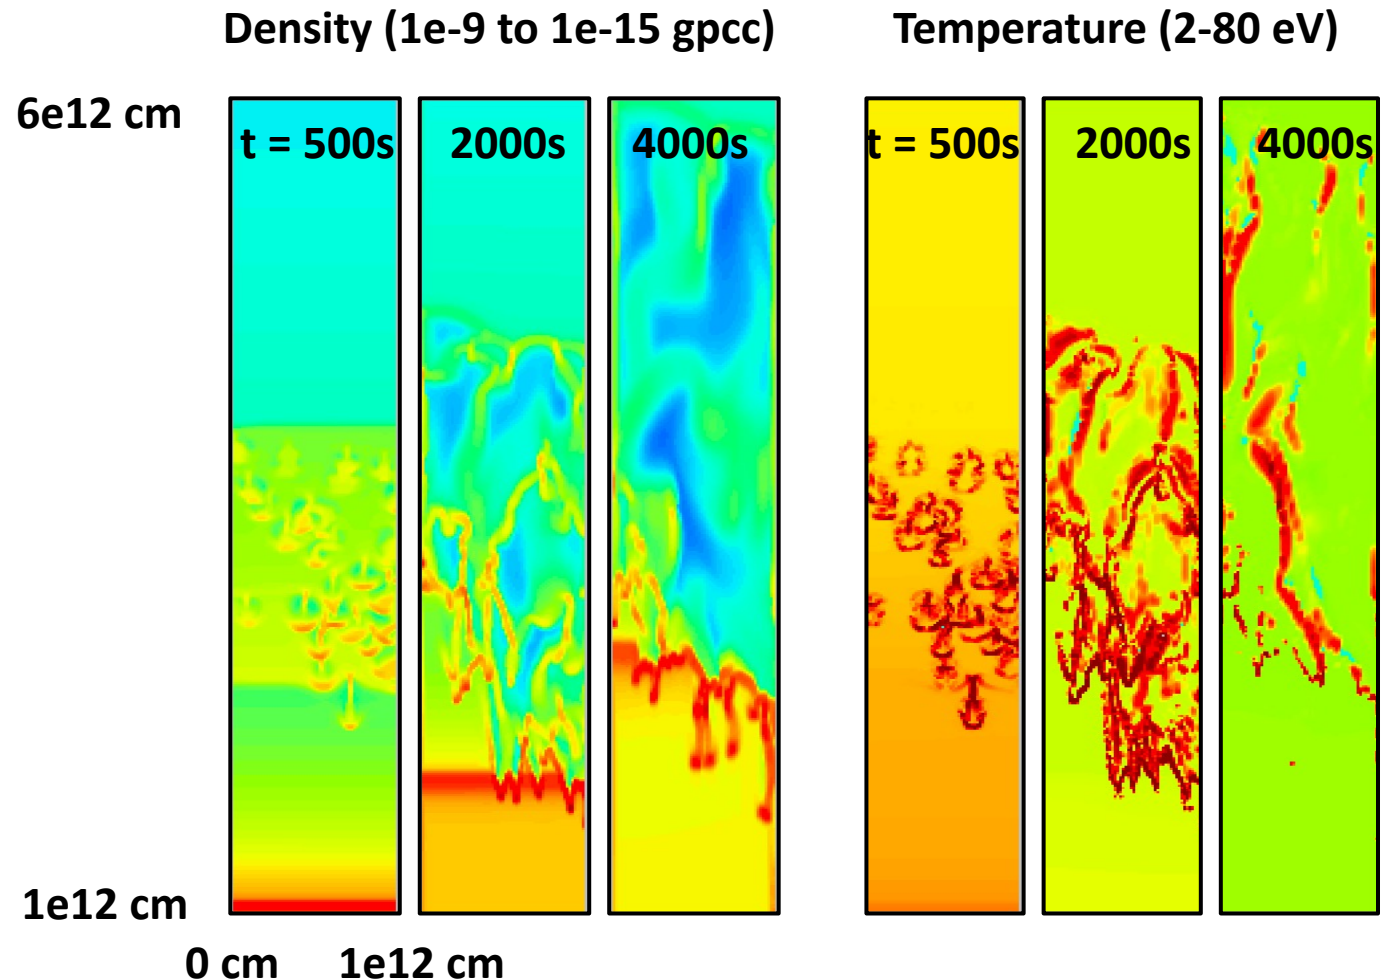 Density (1e-9 to 1e-15 gpcc)
Temperature (2-80 eV)
6e12 cm
t = 500s
2000s
4000s
t = 500s
2000s
4000s
1e12 cm
0 cm
1e12 cm